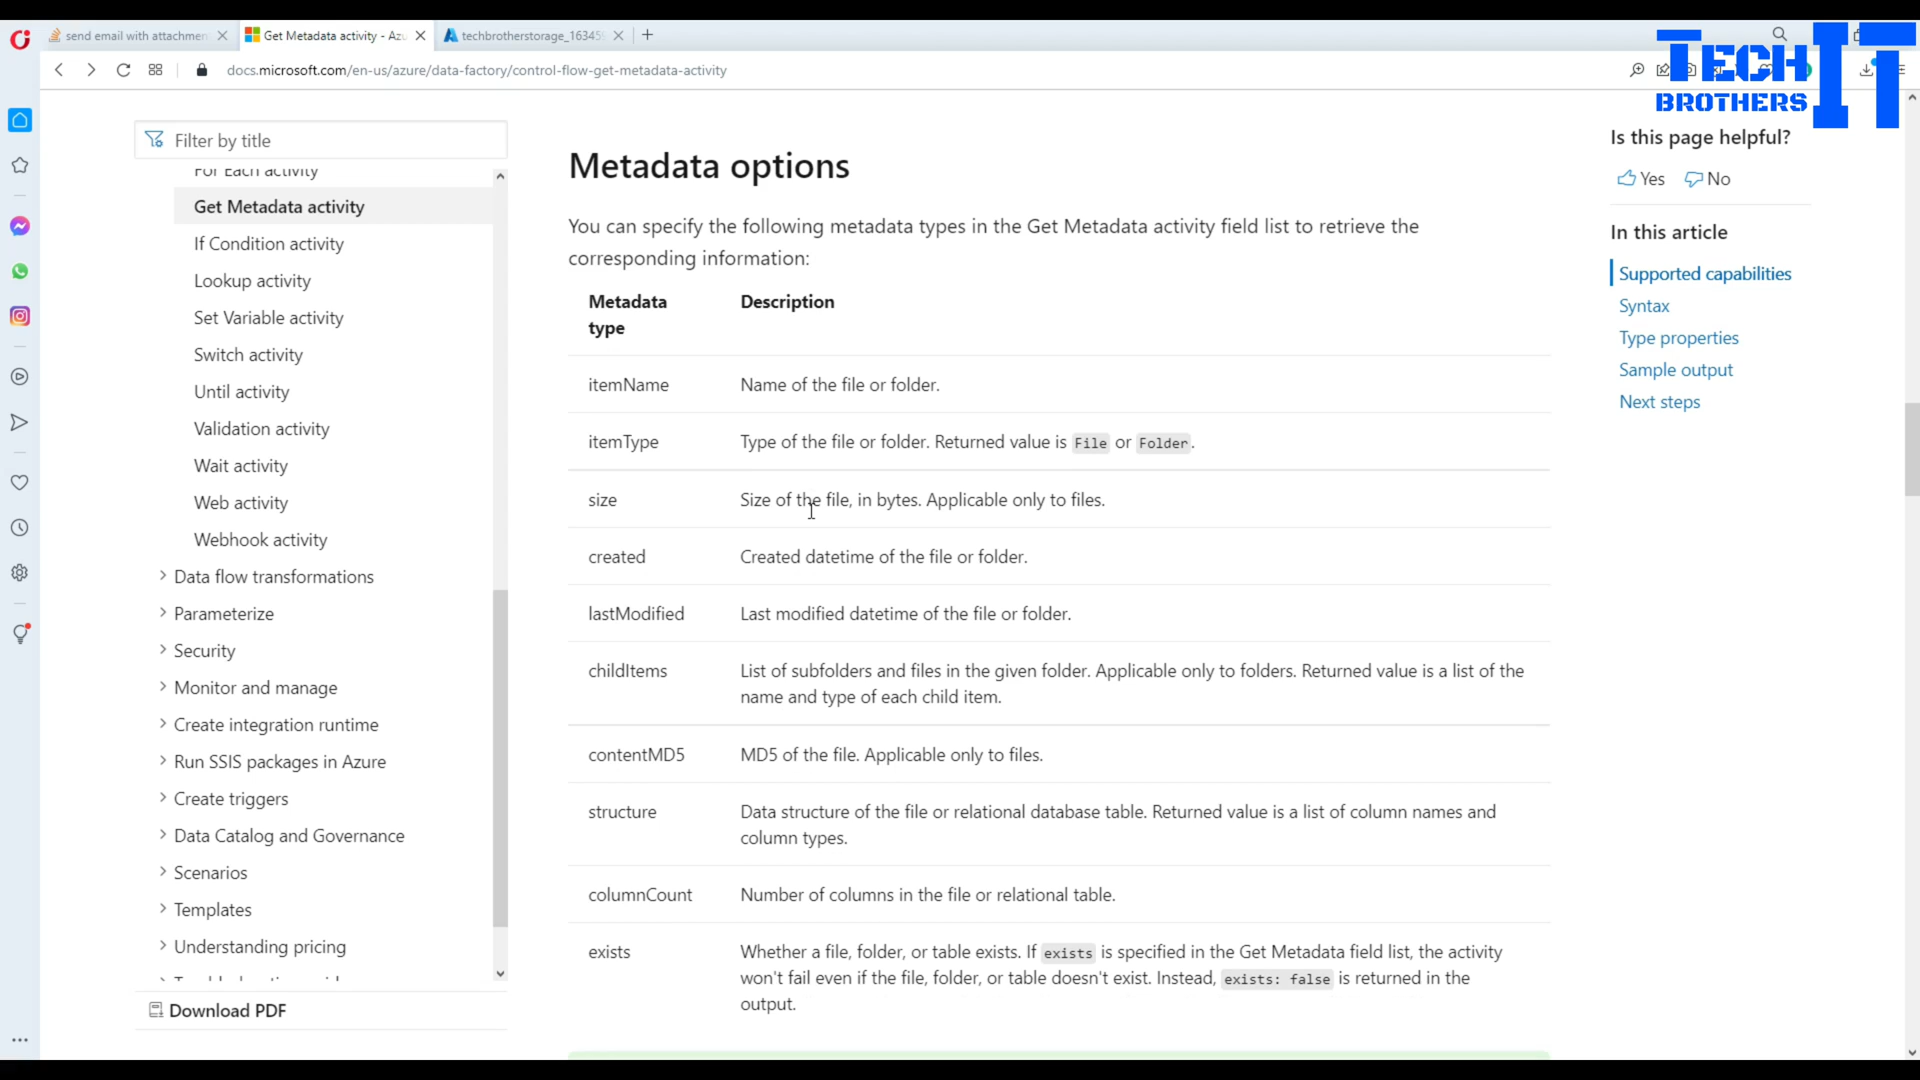 send email with attachmen
Get Metadata activity - Azu
techbrotherstorage_16345
docs.microsoft.com/en-us/azure/data-factory/control-flow-get-metadata-activity
TECH IT
BROTHERS
Filter by title
For Each activity
Get Metadata activity
If Condition activity
Lookup activity
Set Variable activity
Switch activity
Until activity
Validation activity
Wait activity
Web activity
Webhook activity
Data flow transformations
Parameterize
Security
Monitor and manage
Create integration runtime
Run SSIS packages in Azure
Create triggers
Data Catalog and Governance
Scenarios
Templates
Understanding pricing
Download PDF
Metadata options
You can specify the following metadata types in the Get Metadata activity field list to retrieve the
corresponding information:
Metadata type Description
itemName Name of the file or folder.
itemType Type of the file or folder. Returned value is File or Folder.
size Size of the file, in bytes. Applicable only to files.
created Created datetime of the file or folder.
lastModified Last modified datetime of the file or folder.
childItems List of subfolders and files in the given folder. Applicable only to folders. Returned value is a list of the
name and type of each child item.
contentMD5 MD5 of the file. Applicable only to files.
structure Data structure of the file or relational database table. Returned value is a list of column names and
column types.
columnCount Number of columns in the file or relational table.
exists Whether a file, folder, or table exists. If exists is specified in the Get Metadata field list, the activity
won't fail even if the file, folder, or table doesn't exist. Instead, exists: false is returned in the
output.
Is this page helpful?
Yes No
In this article
Supported capabilities
Syntax
Type properties
Sample output
Next steps